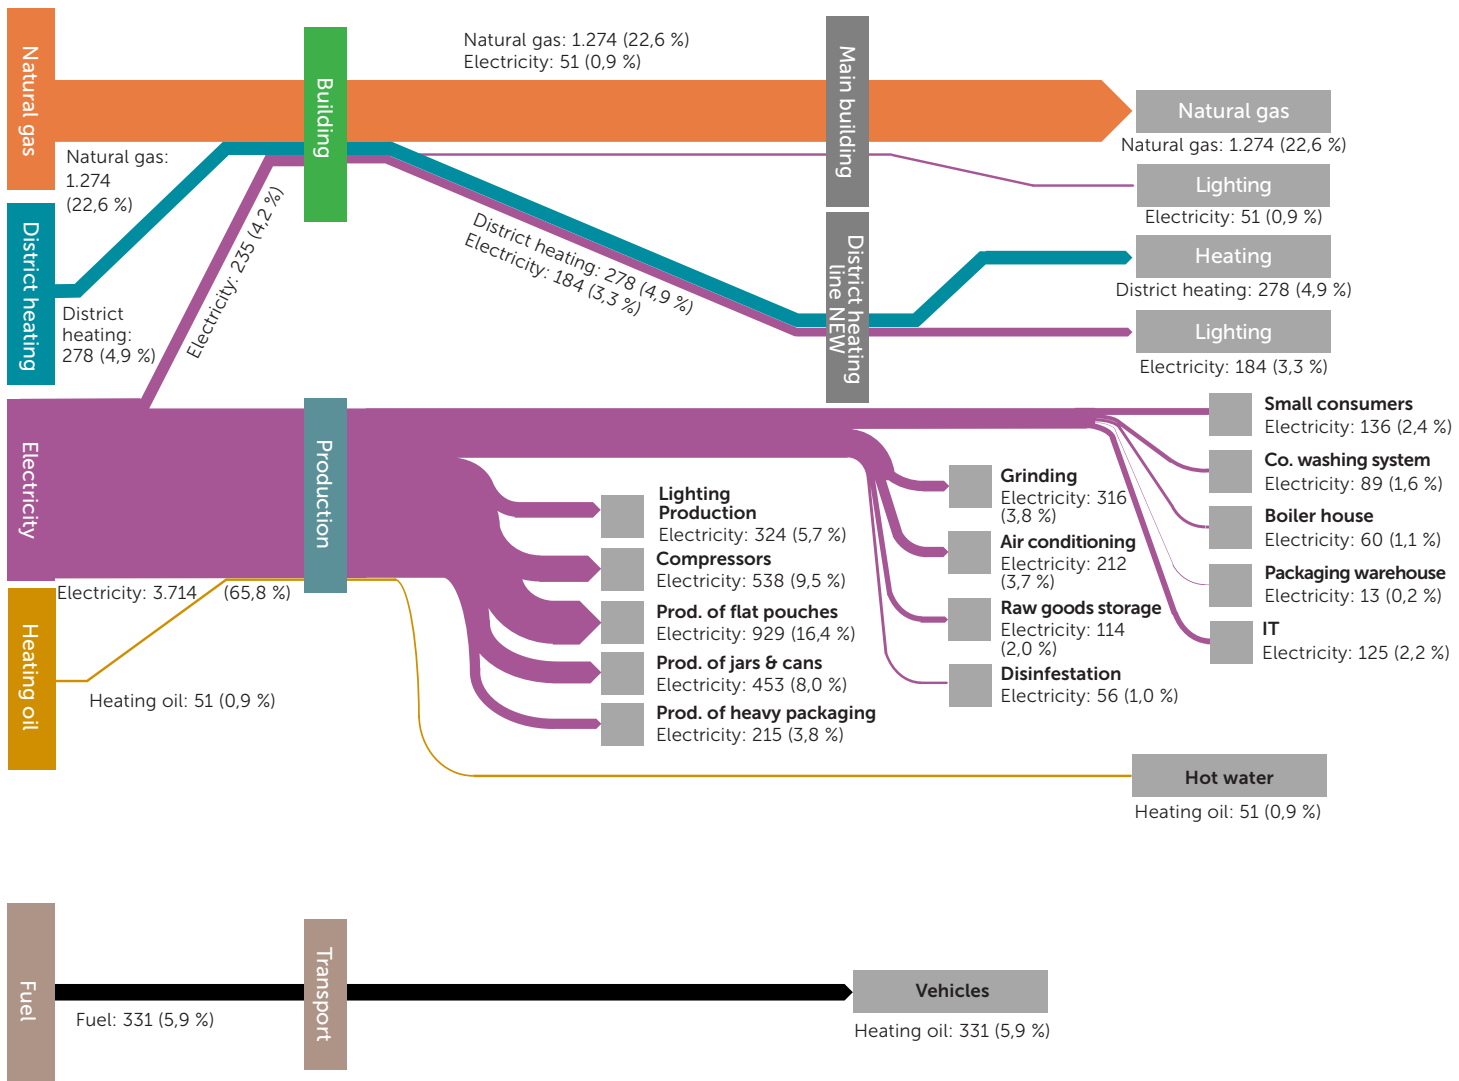 Natural gas
Natural gas:
1.274
(22,6 %)
District heating
District
heating:
278 (4,9 %)
Electricity
Electricity: 235 (4,2 %)
Electricity: 3.714
(65,8 %)
Heating oil
Heating oil: 51 (0,9 %)
Building
Natural gas: 1.274 (22,6 %)
Electricity: 51 (0,9 %)
District heating: 278 (4,9 %)
Electricity: 184 (3,3 %)
Main building
District heating
line NEW
Natural gas
Natural gas: 1.274 (22,6 %)
Lighting
Electricity: 51 (0,9 %)
Heating
District heating: 278 (4,9 %)
Lighting
Electricity: 184 (3,3 %)
Production
Lighting
Production
Electricity: 324 (5,7 %)
Compressors
Electricity: 538 (9,5 %)
Prod. of flat pouches
Electricity: 929 (16,4 %)
Prod. of jars & cans
Electricity: 453 (8,0 %)
Prod. of heavy packaging
Electricity: 215 (3,8 %)
Grinding
Electricity: 316
(3,8 %)
Air conditioning
Electricity: 212
(3,7 %)
Raw goods storage
Electricity: 114
(2,0 %)
Disinfestation
Electricity: 56 (1,0 %)
Small consumers
Electricity: 136 (2,4 %)
Co. washing system
Electricity: 89 (1,6 %)
Boiler house
Electricity: 60 (1,1 %)
Packaging warehouse
Electricity: 13 (0,2 %)
IT
Electricity: 125 (2,2 %)
Hot water
Heating oil: 51 (0,9 %)
Fuel
Fuel: 331 (5,9 %)
Transport
Vehicles
Heating oil: 331 (5,9 %)